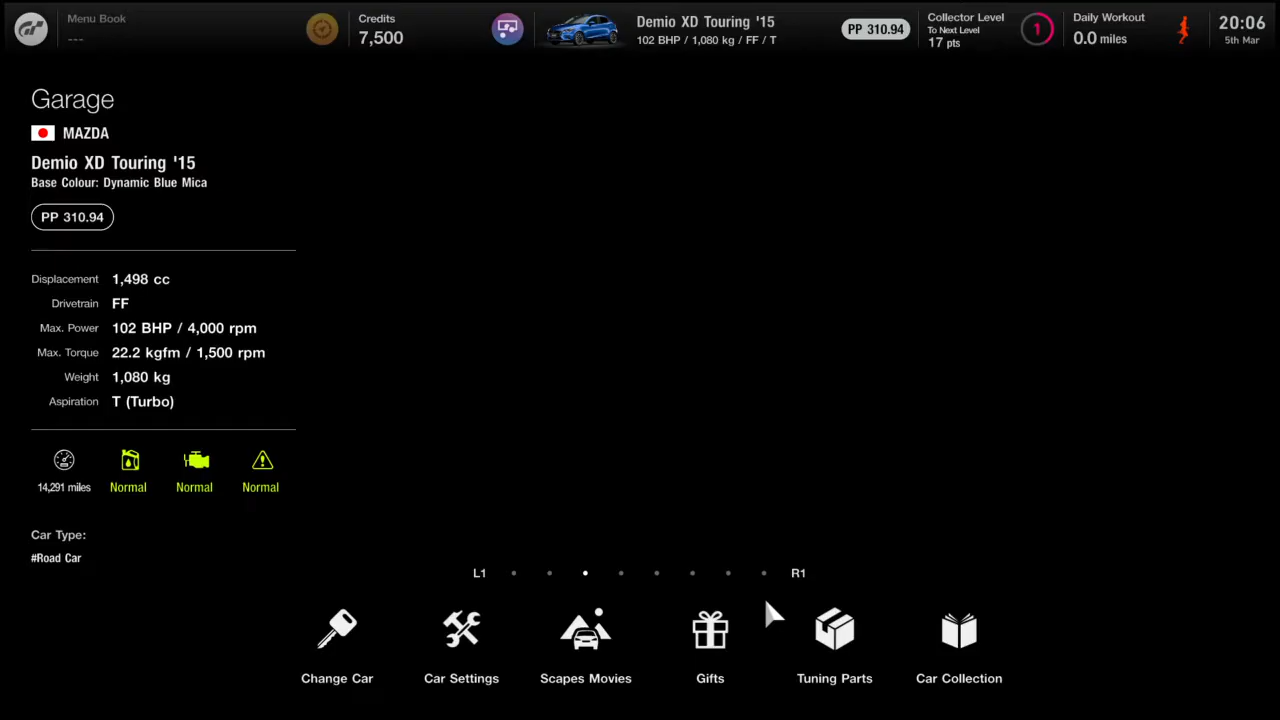 Menu Book
---
Credits
7,500
Demio XD Touring '15
102 BHP / 1,080 kg / FF / T
PP 310.94
Collector Level
To Next Level
17 pts
1
Daily Workout
0.0 miles
20:06
5th Mar
Garage
MAZDA
Demio XD Touring '15
Base Colour: Dynamic Blue Mica
PP 310.94
Displacement 1,498 cc
Drivetrain FF
Max. Power 102 BHP / 4,000 rpm
Max. Torque 22.2 kgfm / 1,500 rpm
Weight 1,080 kg
Aspiration T (Turbo)
14,291 miles Normal Normal Normal
Car Type:
#Road Car
L1 R1
Change Car Car Settings Scapes Movies Gifts Tuning Parts Car Collection